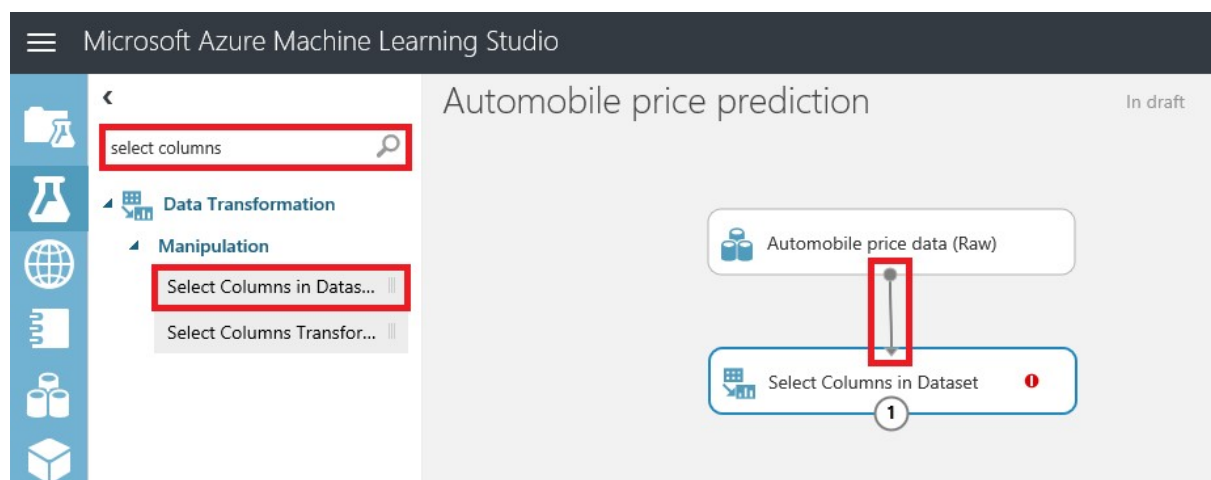 Microsoft Azure Machine Learning Studio
Automobile price prediction
In draft
select columns
Data Transformation
Manipulation
Select Columns in Datas...
Select Columns Transfor...
Automobile price data (Raw)
Select Columns in Dataset
1